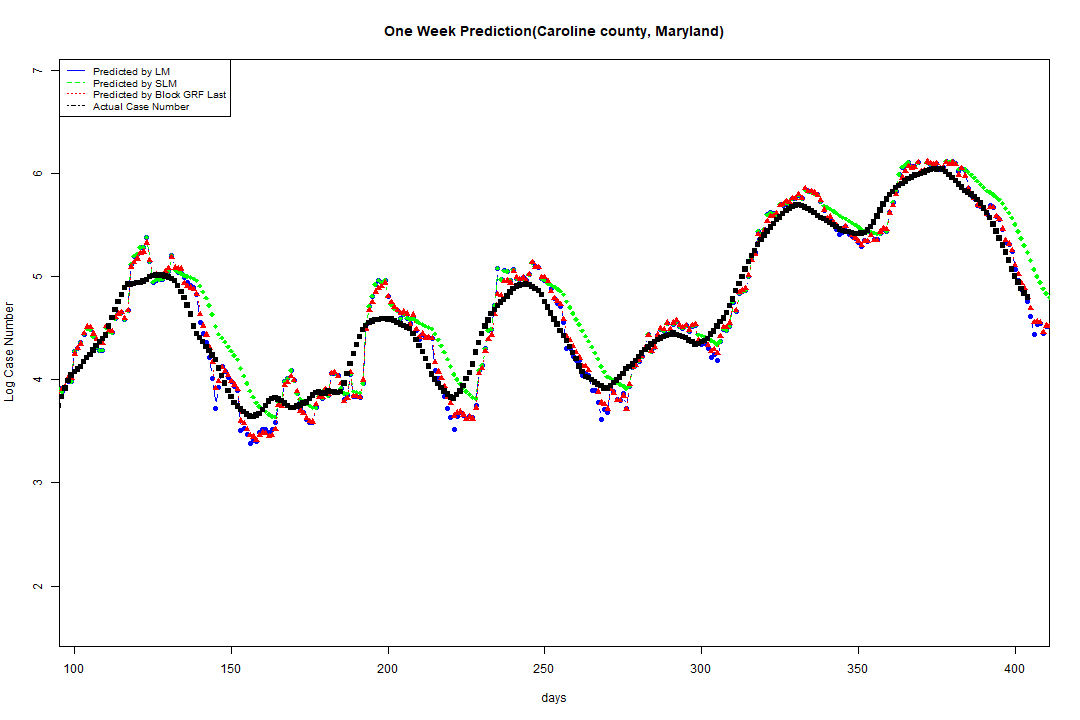 One Week Prediction(Caroline county, Maryland)
Predicted by LM
Predicted by SLM
Predicted by Block GRF Last
Actual Case Number
7
6
5
4
3
2
Log Case Number
100 150 200 250 300 350 400
days